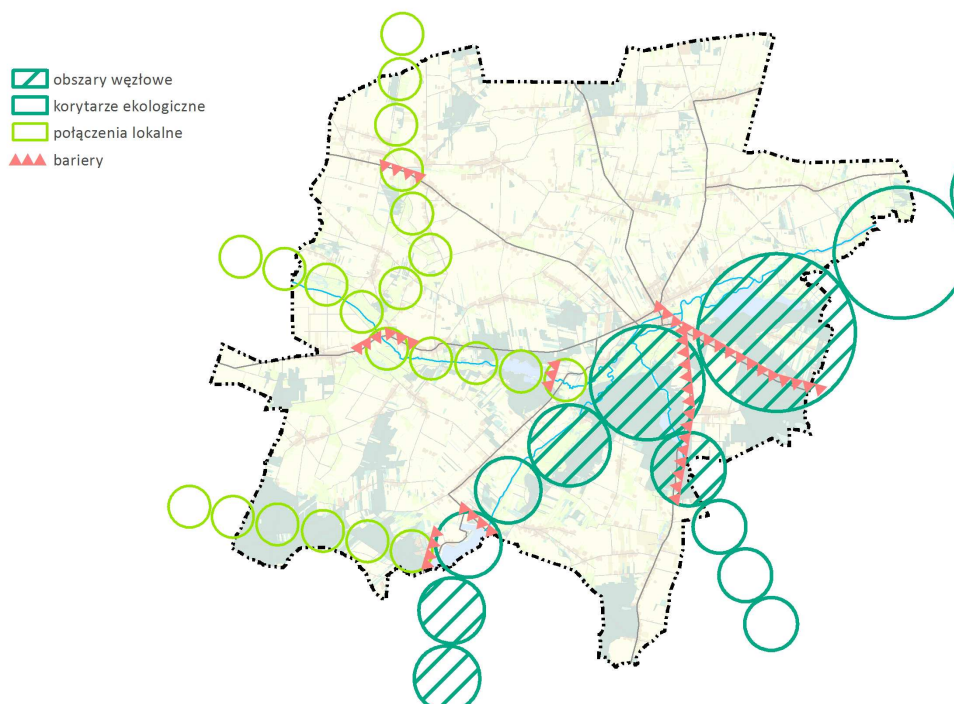 obszary węzłowe
korytarze ekologiczne
połączenia lokalne
bariery